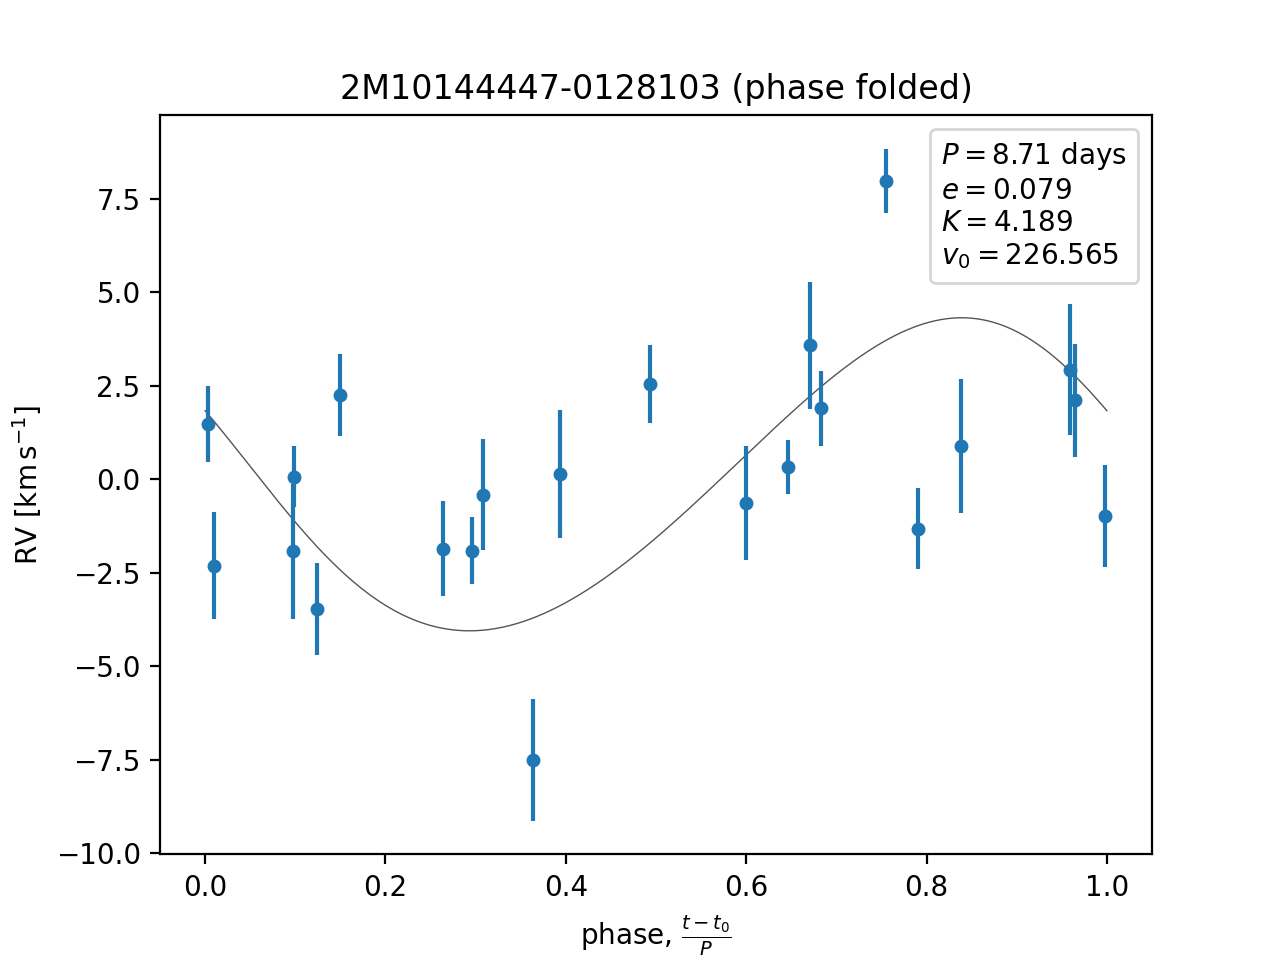 2M10144447-0128103 (phase folded)
P = 8.71 days
e = 0.079
K = 4.189
v₀ = 226.565
RV [km s⁻¹]
7.5
5.0
2.5
0.0
−2.5
−5.0
−7.5
−10.0
0.0 0.2 0.4 0.6 0.8 1.0
phase, (t − t₀)/P